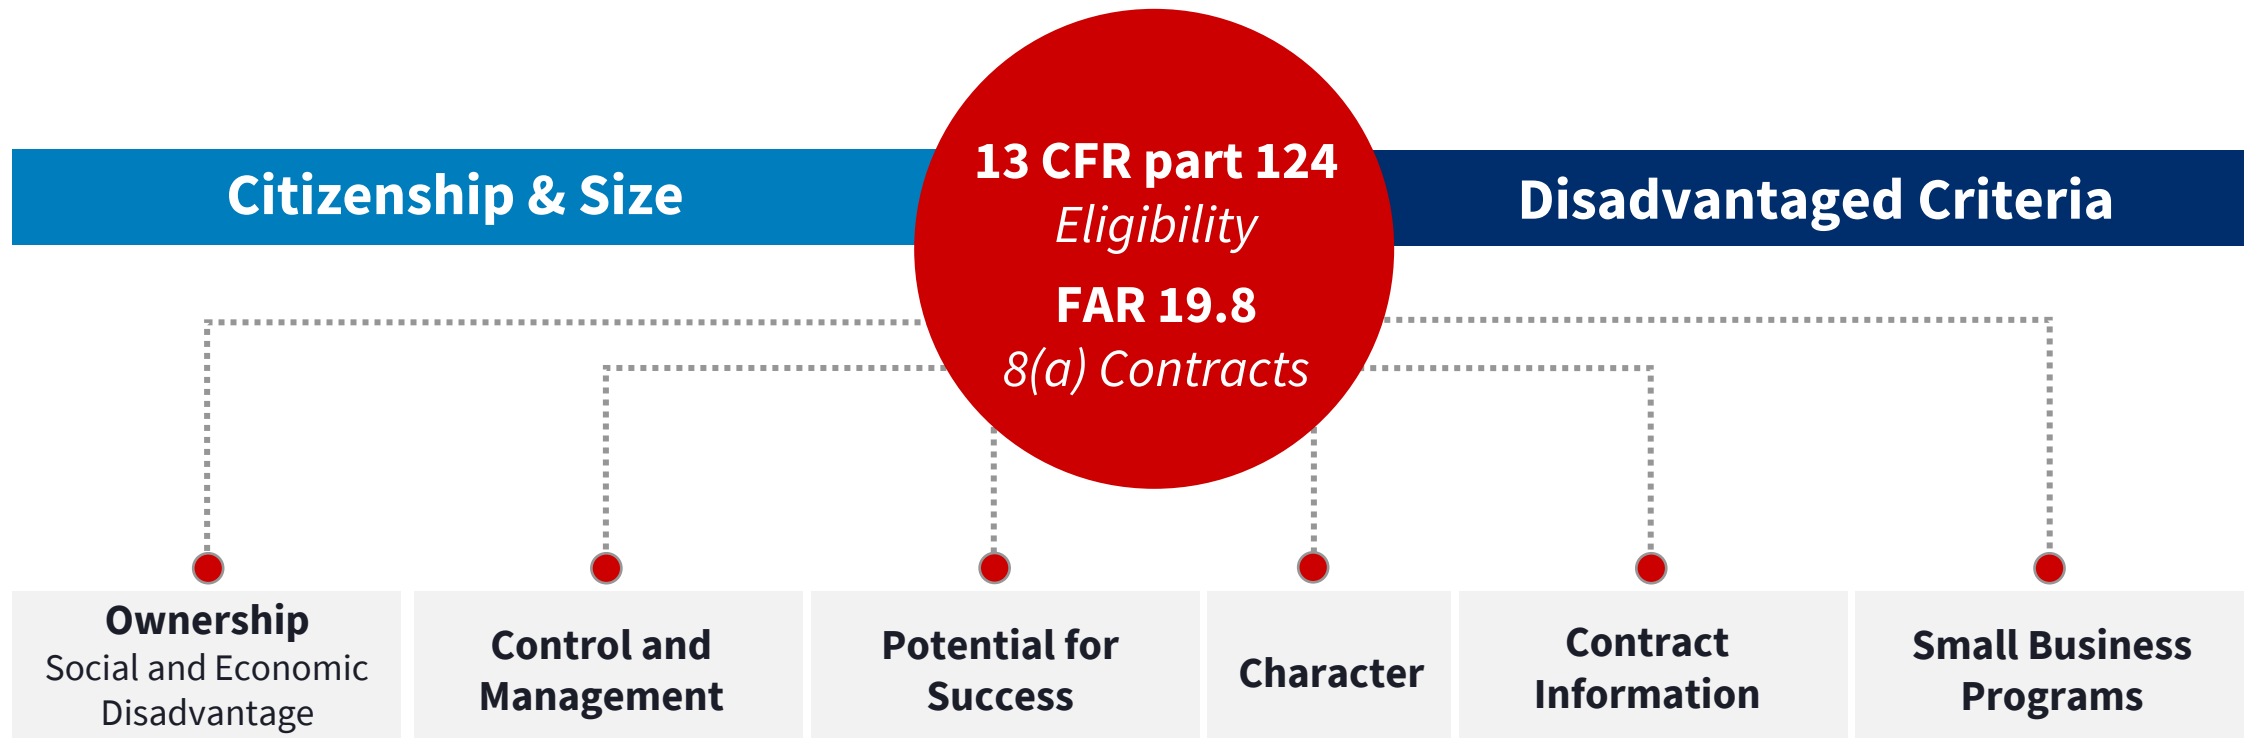 Citizenship & Size
13 CFR part 124
Eligibility
FAR 19.8
8(a) Contracts
Disadvantaged Criteria
Ownership
Social and Economic
Disadvantage
Control and
Management
Potential for
Success
Character
Contract
Information
Small Business
Programs